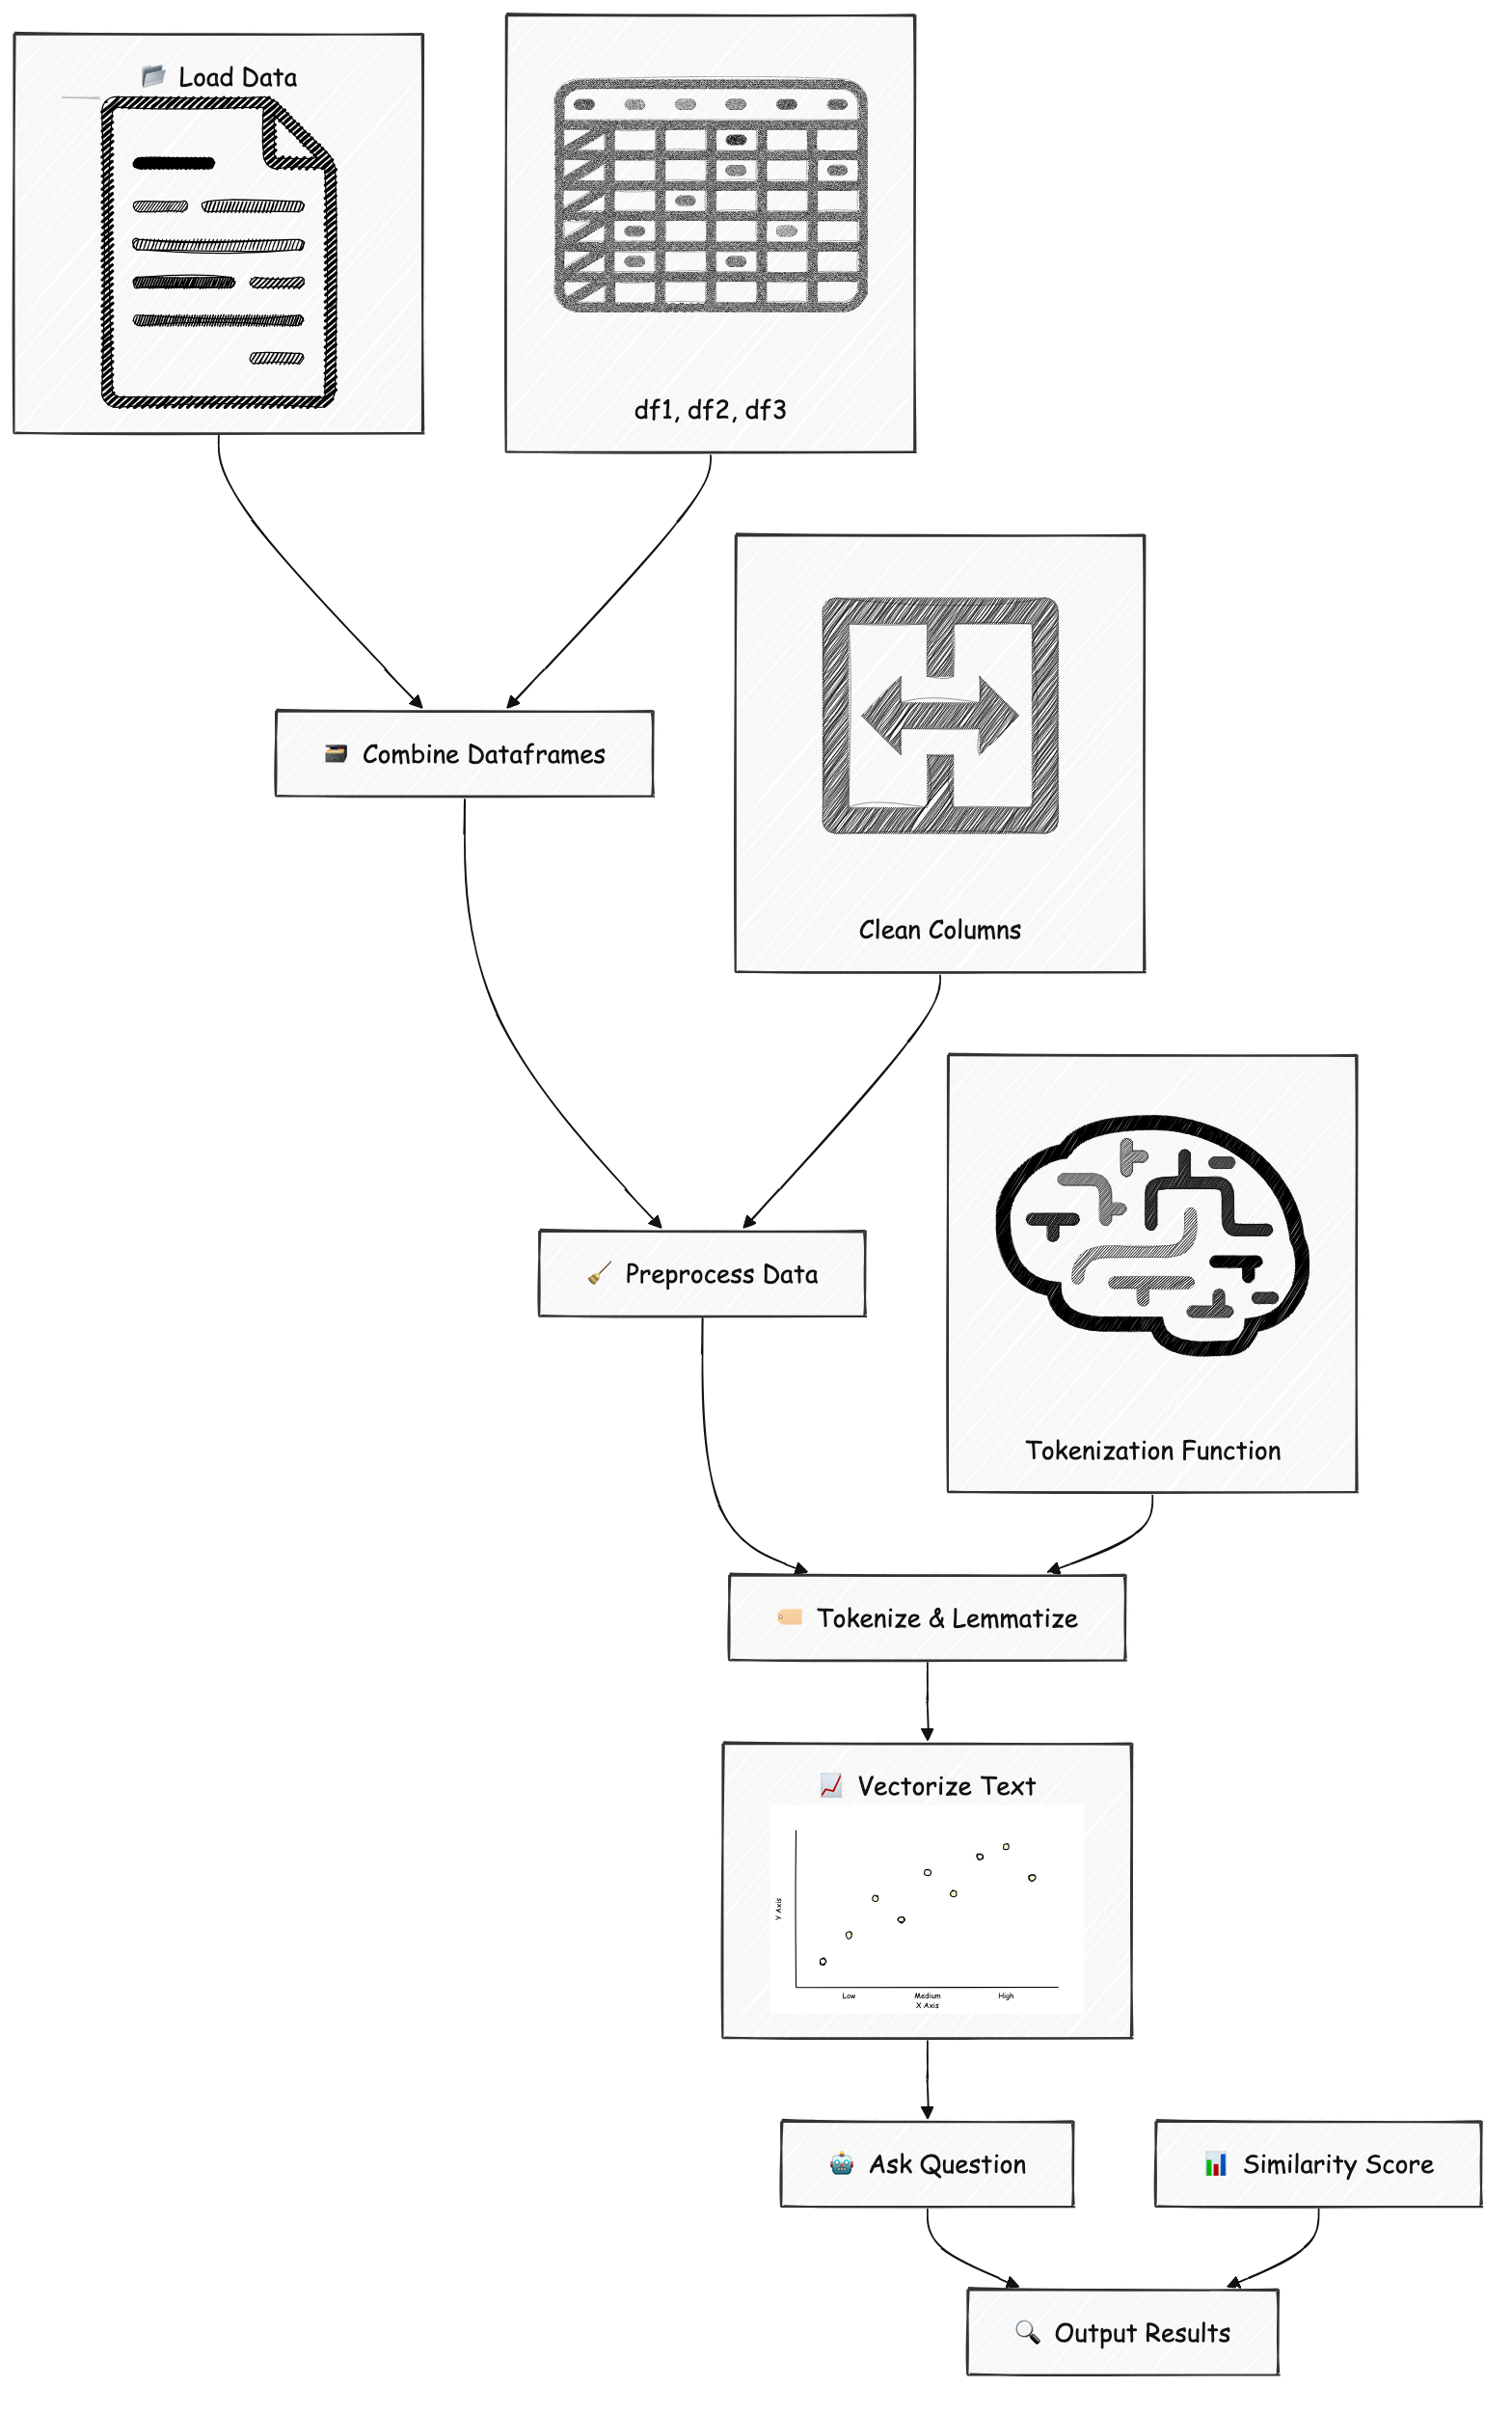 Load Data
df1, df2, df3
Combine Dataframes
Clean Columns
Preprocess Data
Tokenization Function
Tokenize & Lemmatize
Vectorize Text
Y Axis
Low Medium High
X Axis
Ask Question
Similarity Score
Output Results